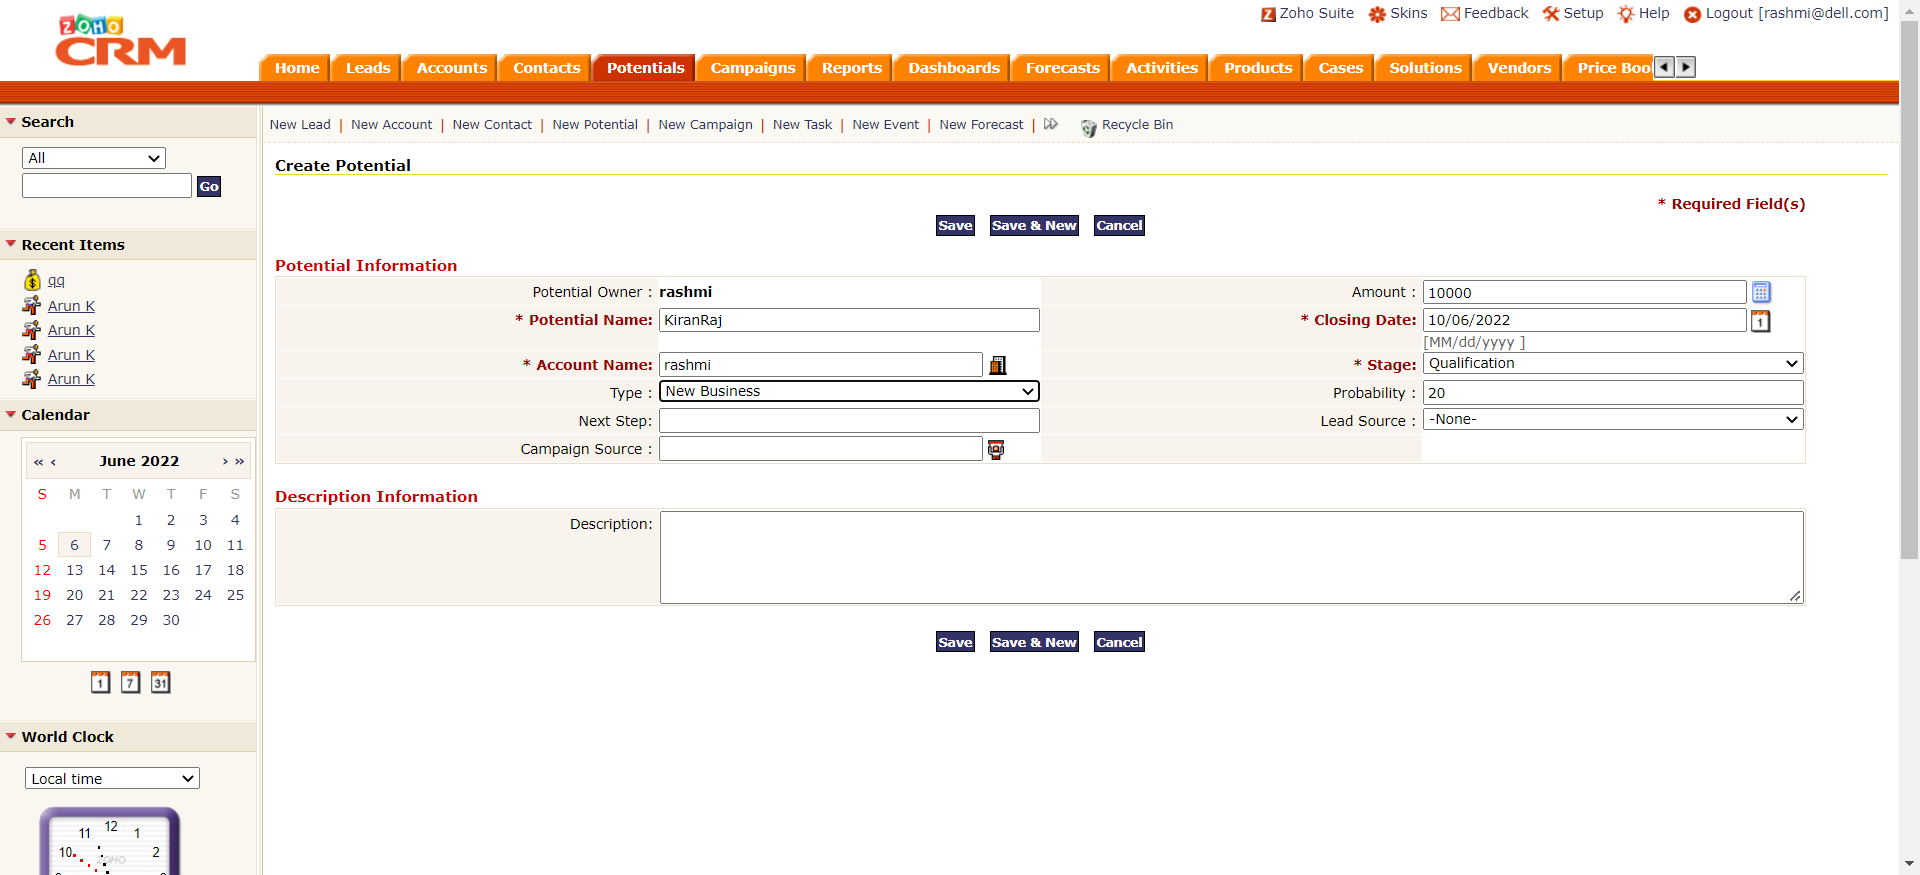 Zoho Suite Skins Feedback Setup Help Logout [rashmi@dell.com]
ZOHO
CRM
Home Leads Accounts Contacts Potentials Campaigns Reports Dashboards Forecasts Activities Products Cases Solutions Vendors Price Boo
Search
All
Go
New Lead | New Account | New Contact | New Potential | New Campaign | New Task | New Event | New Forecast | Recycle Bin
Create Potential
* Required Field(s)
Save Save & New Cancel
Recent Items
qq
Arun K
Arun K
Arun K
Arun K
Potential Information
Potential Owner : rashmi Amount : 10000
* Potential Name: KiranRaj * Closing Date: 10/06/2022 1
[MM/dd/yyyy ]
* Account Name: rashmi * Stage: Qualification
Type : New Business Probability : 20
Next Step: Lead Source : -None-
Campaign Source :
Calendar
« ‹ June 2022 › »
S M T W T F S
1 2 3 4
5 6 7 8 9 10 11
12 13 14 15 16 17 18
19 20 21 22 23 24 25
26 27 28 29 30
1 7 31
Description Information
Description:
Save Save & New Cancel
World Clock
Local time
11 12 1
10 ZOHO 2